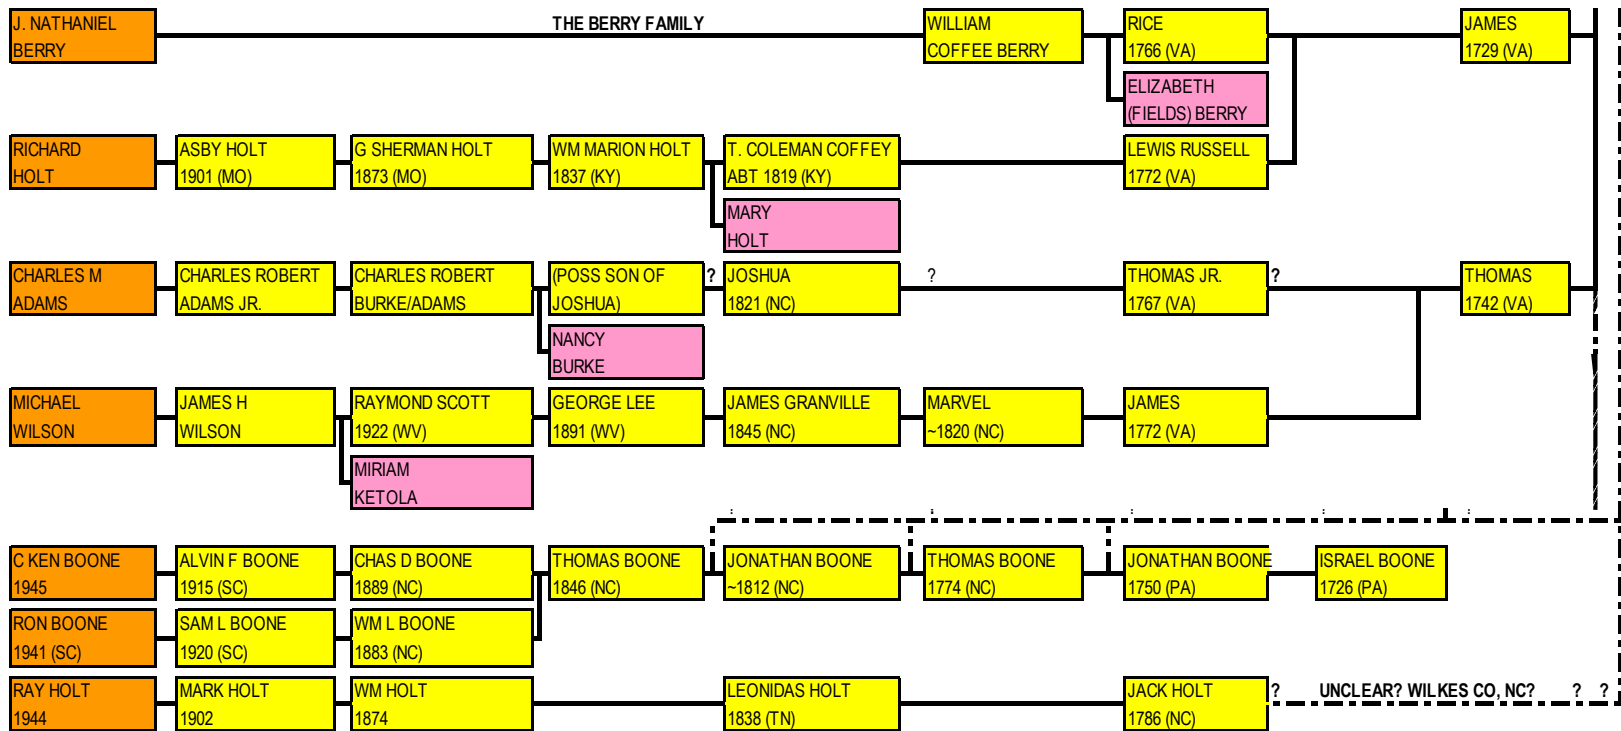 J. NATHANIEL
BERRY
THE BERRY FAMILY
WILLIAM
COFFEE BERRY
RICE
1766 (VA)
JAMES
1729 (VA)
ELIZABETH
(FIELDS) BERRY
RICHARD
HOLT
ASBY HOLT
1901 (MO)
G SHERMAN HOLT
1873 (MO)
WM MARION HOLT
1837 (KY)
T. COLEMAN COFFEY
ABT 1819 (KY)
LEWIS RUSSELL
1772 (VA)
MARY
HOLT
CHARLES M
ADAMS
CHARLES ROBERT
ADAMS JR.
CHARLES ROBERT
BURKE/ADAMS
(POSS SON OF
JOSHUA)
?
JOSHUA
1821 (NC)
?
THOMAS JR.
1767 (VA)
?
THOMAS
1742 (VA)
NANCY
BURKE
MICHAEL
WILSON
JAMES H
WILSON
RAYMOND SCOTT
1922 (WV)
GEORGE LEE
1891 (WV)
JAMES GRANVILLE
1845 (NC)
MARVEL
~1820 (NC)
JAMES
1772 (VA)
MIRIAM
KETOLA
C KEN BOONE
1945
ALVIN F BOONE
1915 (SC)
CHAS D BOONE
1889 (NC)
THOMAS BOONE
1846 (NC)
JONATHAN BOONE
~1812 (NC)
THOMAS BOONE
1774 (NC)
JONATHAN BOONE
1750 (PA)
ISRAEL BOONE
1726 (PA)
RON BOONE
1941 (SC)
SAM L BOONE
1920 (SC)
WM L BOONE
1883 (NC)
RAY HOLT
1944
MARK HOLT
1902
WM HOLT
1874
LEONIDAS HOLT
1838 (TN)
JACK HOLT
1786 (NC)
? UNCLEAR? WILKES CO, NC? ? ?